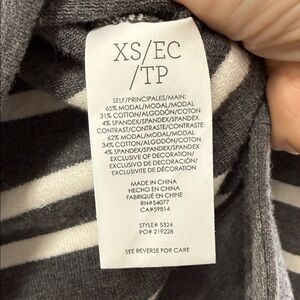 XS/EC
/TP
SELF/PRINCIPALES/MAIN:
65% MODAL/MODAL/MODAL
31% COTTON/ALGODÓN/COTON
4% SPANDEX/SPANDEX/SPANDEX
CONTRAST/CONTRASTE/CONTRASTE:
62% MODAL/MODAL/MODAL
34% COTTON/ALGODÓN/COTON
4% SPANDEX/SPANDEX/SPANDEX
EXCLUSIVE OF DECORATION/
EXCLUSIVO DE DECORACIÓN/
EXCLUSIF DE DÉCORATION
MADE IN CHINA
HECHO EN CHINA
FABRIQUÉ EN CHINE
RN#54077
CA#59814
STYLE# 5324
PO# 219228
SEE REVERSE FOR CARE